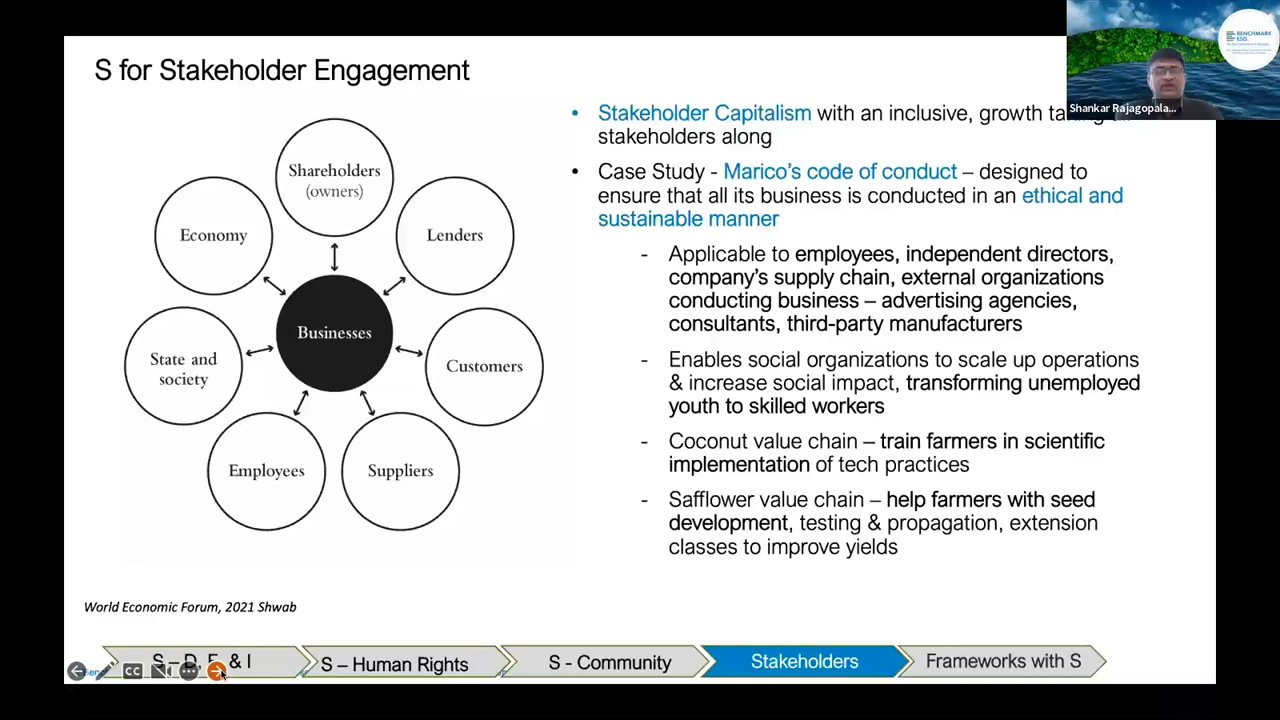 S for Stakeholder Engagement
BENCHMARK
ESG
Shankar Rajagopala...
Shareholders
(owners)
Economy
Lenders
Businesses
State and
society
Customers
Employees
Suppliers
• Stakeholder Capitalism with an inclusive, growth
stakeholders along
• Case Study - Marico's code of conduct – designed to
ensure that all its business is conducted in an ethical and
sustainable manner
- Applicable to employees, independent directors,
company's supply chain, external organizations
conducting business – advertising agencies,
consultants, third-party manufacturers
- Enables social organizations to scale up operations
& increase social impact, transforming unemployed
youth to skilled workers
- Coconut value chain – train farmers in scientific
implementation of tech practices
- Safflower value chain – help farmers with seed
development, testing & propagation, extension
classes to improve yields
World Economic Forum, 2021 Shwab
S – D, E, & I
S – Human Rights
S - Community
Stakeholders
Frameworks with S
CC